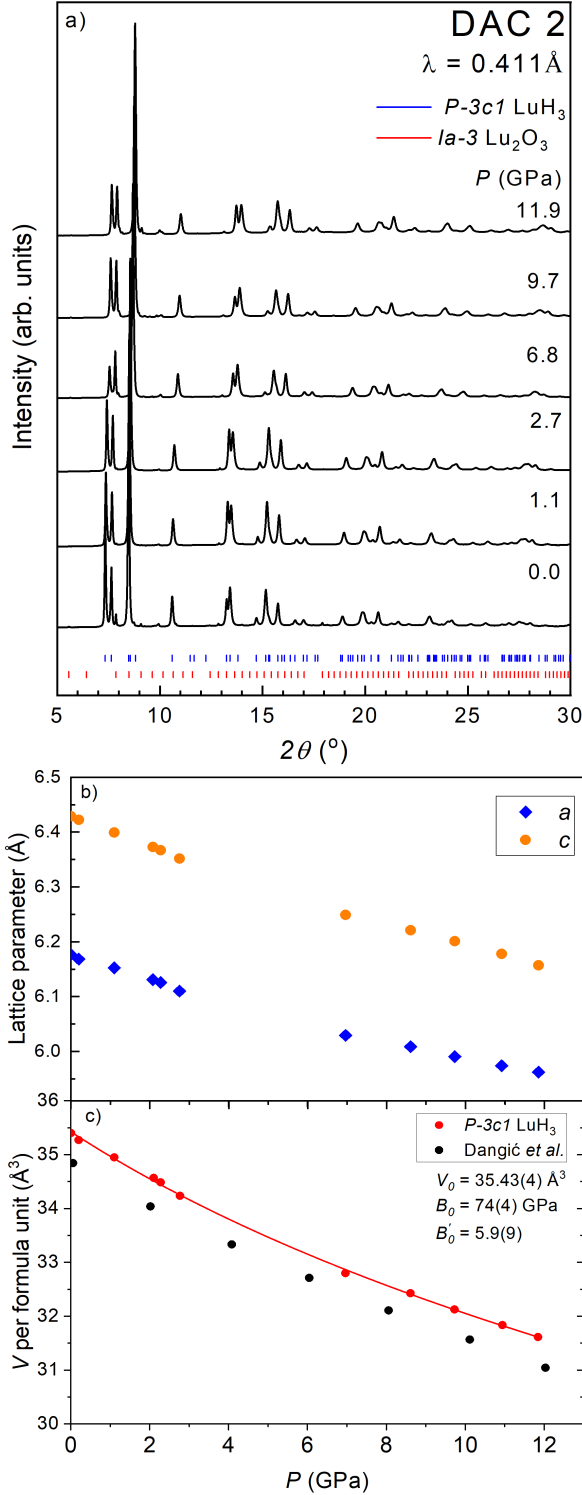 a)
DAC 2
λ = 0.411Å
P-3c1 LuH₃
Ia-3 Lu₂O₃
P (GPa)
11.9
9.7
6.8
2.7
1.1
0.0
Intensity (arb. units)
5 10 15 20 25 30
2θ (°)
b)
a
c
6.5
6.4
6.3
6.2
6.1
6.0
Lattice parameter (Å)
c)
P-3c1 LuH₃
Dangić et al.
V₀ = 35.43(4) Å³
B₀ = 74(4) GPa
B₀' = 5.9(9)
36
35
34
33
32
31
30
V per formula unit (Å³)
0 2 4 6 8 10 12
P (GPa)